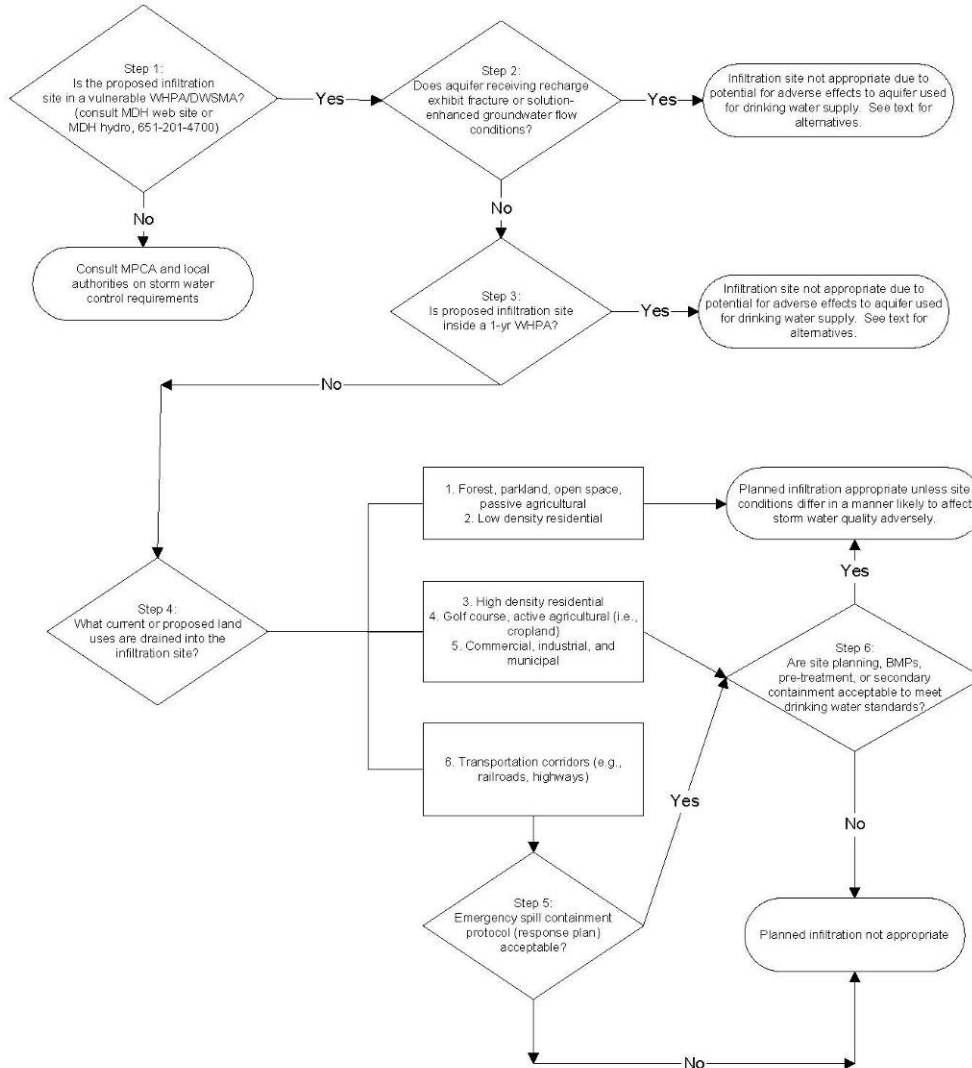 Step 1:
Is the proposed infiltration
site in a vulnerable WHPA/DWSMA?
(consult MDH web site or
MDH hydro, 651-201-4700)
Yes
Step 2:
Does aquifer receiving recharge
exhibit fracture or solution-
enhanced groundwater flow
conditions?
Yes
Infiltration site not appropriate due to
potential for adverse effects to aquifer used
for drinking water supply. See text for
alternatives.
No
No
Consult MPCA and local
authorities on storm water
control requirements
Step 3:
Is proposed infiltration site
inside a 1-yr WHPA?
Yes
Infiltration site not appropriate due to
potential for adverse effects to aquifer used
for drinking water supply. See text for
alternatives.
No
Step 4:
What current or proposed land
uses are drained into the
infiltration site?
1. Forest, parkland, open space,
passive agricultural
2. Low density residential
Planned infiltration appropriate unless site
conditions differ in a manner likely to affect
storm water quality adversely.
Yes
3. High density residential
4. Golf course, active agricultural (i.e.,
cropland)
5. Commercial, industrial, and
municipal
Step 6:
Are site planning, BMPs,
pre-treatment, or secondary
containment acceptable to meet
drinking water standards?
6. Transportation corridors (e.g.,
railroads, highways)
Yes
No
Step 5:
Emergency spill containment
protocol (response plan)
acceptable?
Planned infiltration not appropriate
No